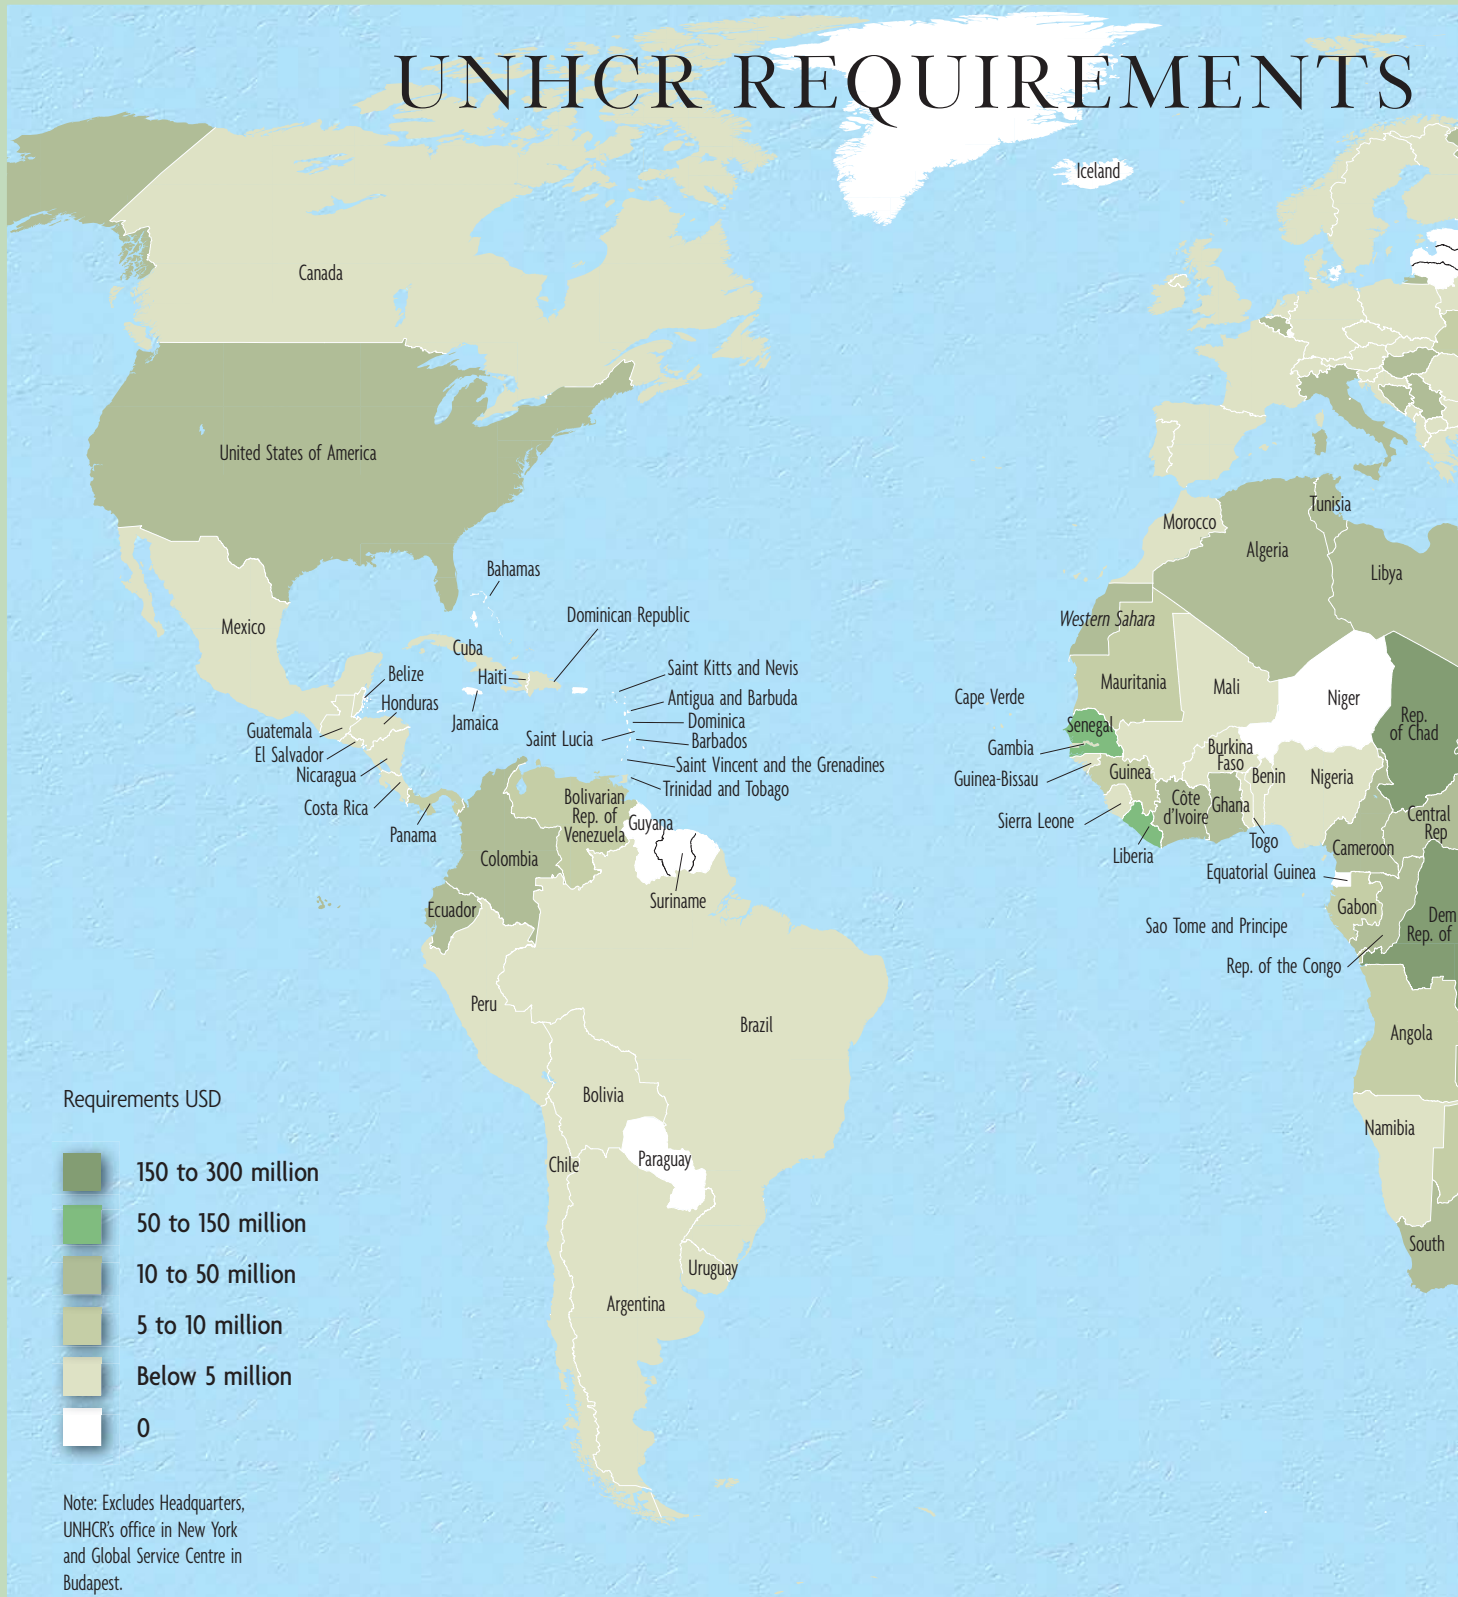 UNHCR REQUIREMENTS
Iceland
Canada
United States of America
Tunisia
Morocco
Algeria
Libya
Bahamas
Dominican Republic
Western Sahara
Mexico
Cuba
Haiti
Belize
Honduras
Jamaica
Saint Kitts and Nevis
Antigua and Barbuda
Dominica
Saint Lucia
Barbados
Saint Vincent and the Grenadines
Trinidad and Tobago
Guatemala
El Salvador
Nicaragua
Costa Rica
Panama
Cape Verde
Mauritania
Mali
Niger
Rep.
of Chad
Senegal
Gambia
Guinea-Bissau
Guinea
Burkina
Faso
Benin
Nigeria
Sierra Leone
Côte
d'Ivoire
Ghana
Togo
Liberia
Central
Rep
Cameroon
Equatorial Guinea
Gabon
Sao Tome and Principe
Rep. of the Congo
Dem
Rep. of
Bolivarian
Rep. of
Venezuela
Guyana
Suriname
Colombia
Ecuador
Peru
Brazil
Bolivia
Paraguay
Chile
Uruguay
Argentina
Angola
Namibia
South
Requirements USD
150 to 300 million
50 to 150 million
10 to 50 million
5 to 10 million
Below 5 million
0
Note: Excludes Headquarters,
UNHCR's office in New York
and Global Service Centre in
Budapest.